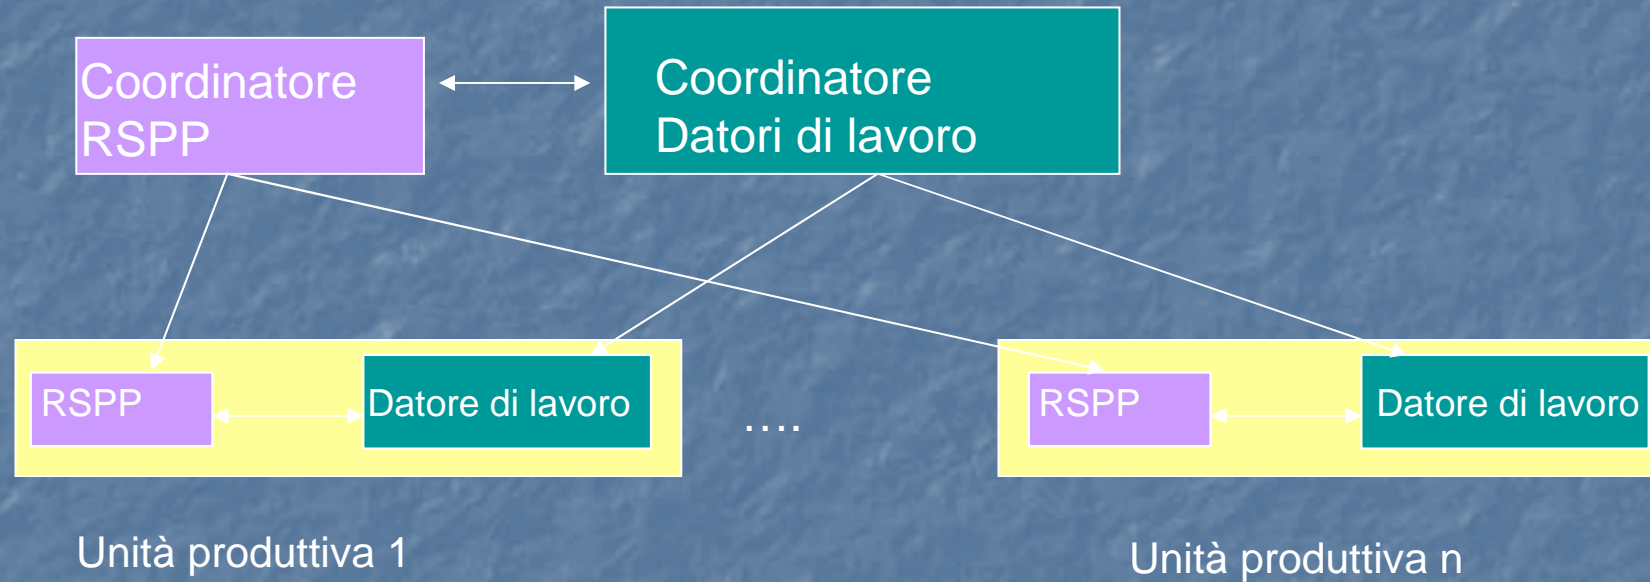 Coordinatore
RSPP
Coordinatore
Datori di lavoro
RSPP
Datore di lavoro
....
RSPP
Datore di lavoro
Unità produttiva 1
Unità produttiva n